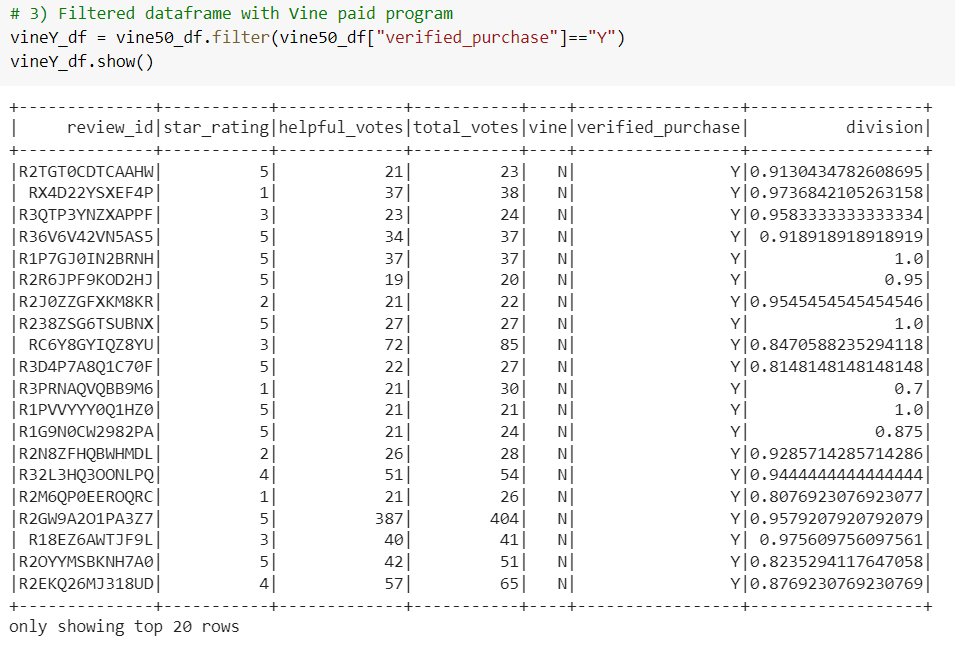 # 3) Filtered dataframe with Vine paid program
vineY_df = vine50_df.filter(vine50_df["verified_purchase"]=="Y")
vineY_df.show()
+--------------+-----------+-------------+-----------+----+-----------------+------------------+
|     review_id|star_rating|helpful_votes|total_votes|vine|verified_purchase|          division|
+--------------+-----------+-------------+-----------+----+-----------------+------------------+
|R2TGT0CDTCAAHW|          5|           21|         23|   N|                Y|0.9130434782608695|
| RX4D22YSXEF4P|          1|           37|         38|   N|                Y|0.9736842105263158|
|R3QTP3YNZXAPPF|          3|           23|         24|   N|                Y|0.9583333333333334|
|R36V6V42VN5AS5|          5|           34|         37|   N|                Y| 0.918918918918919|
|R1P7GJ0IN2BRNH|          5|           37|         37|   N|                Y|               1.0|
|R2R6JPF9KOD2HJ|          5|           19|         20|   N|                Y|              0.95|
|R2J0ZZGFXKM8KR|          2|           21|         22|   N|                Y|0.9545454545454546|
|R238ZSG6TSUBNX|          5|           27|         27|   N|                Y|               1.0|
| RC6Y8GYIQZ8YU|          3|           72|         85|   N|                Y|0.8470588235294118|
|R3D4P7A8Q1C70F|          5|           22|         27|   N|                Y|0.8148148148148148|
|R3PRNAQVQBB9M6|          1|           21|         30|   N|                Y|               0.7|
|R1PVVYYY0Q1HZ0|          5|           21|         21|   N|                Y|               1.0|
|R1G9N0CW2982PA|          5|           21|         24|   N|                Y|             0.875|
|R2N8ZFHQBWHMDL|          2|           26|         28|   N|                Y|0.9285714285714286|
|R32L3HQ3OONLPQ|          4|           51|         54|   N|                Y|0.9444444444444444|
|R2M6QP0EEROQRC|          1|           21|         26|   N|                Y|0.8076923076923077|
|R2GW9A2O1PA3Z7|          5|          387|        404|   N|                Y|0.9579207920792079|
| R18EZ6AWTJF9L|          3|           40|         41|   N|                Y| 0.975609756097561|
|R2OYYMSBKNH7A0|          5|           42|         51|   N|                Y|0.8235294117647058|
|R2EKQ26MJ318UD|          4|           57|         65|   N|                Y|0.8769230769230769|
+--------------+-----------+-------------+-----------+----+-----------------+------------------+
only showing top 20 rows